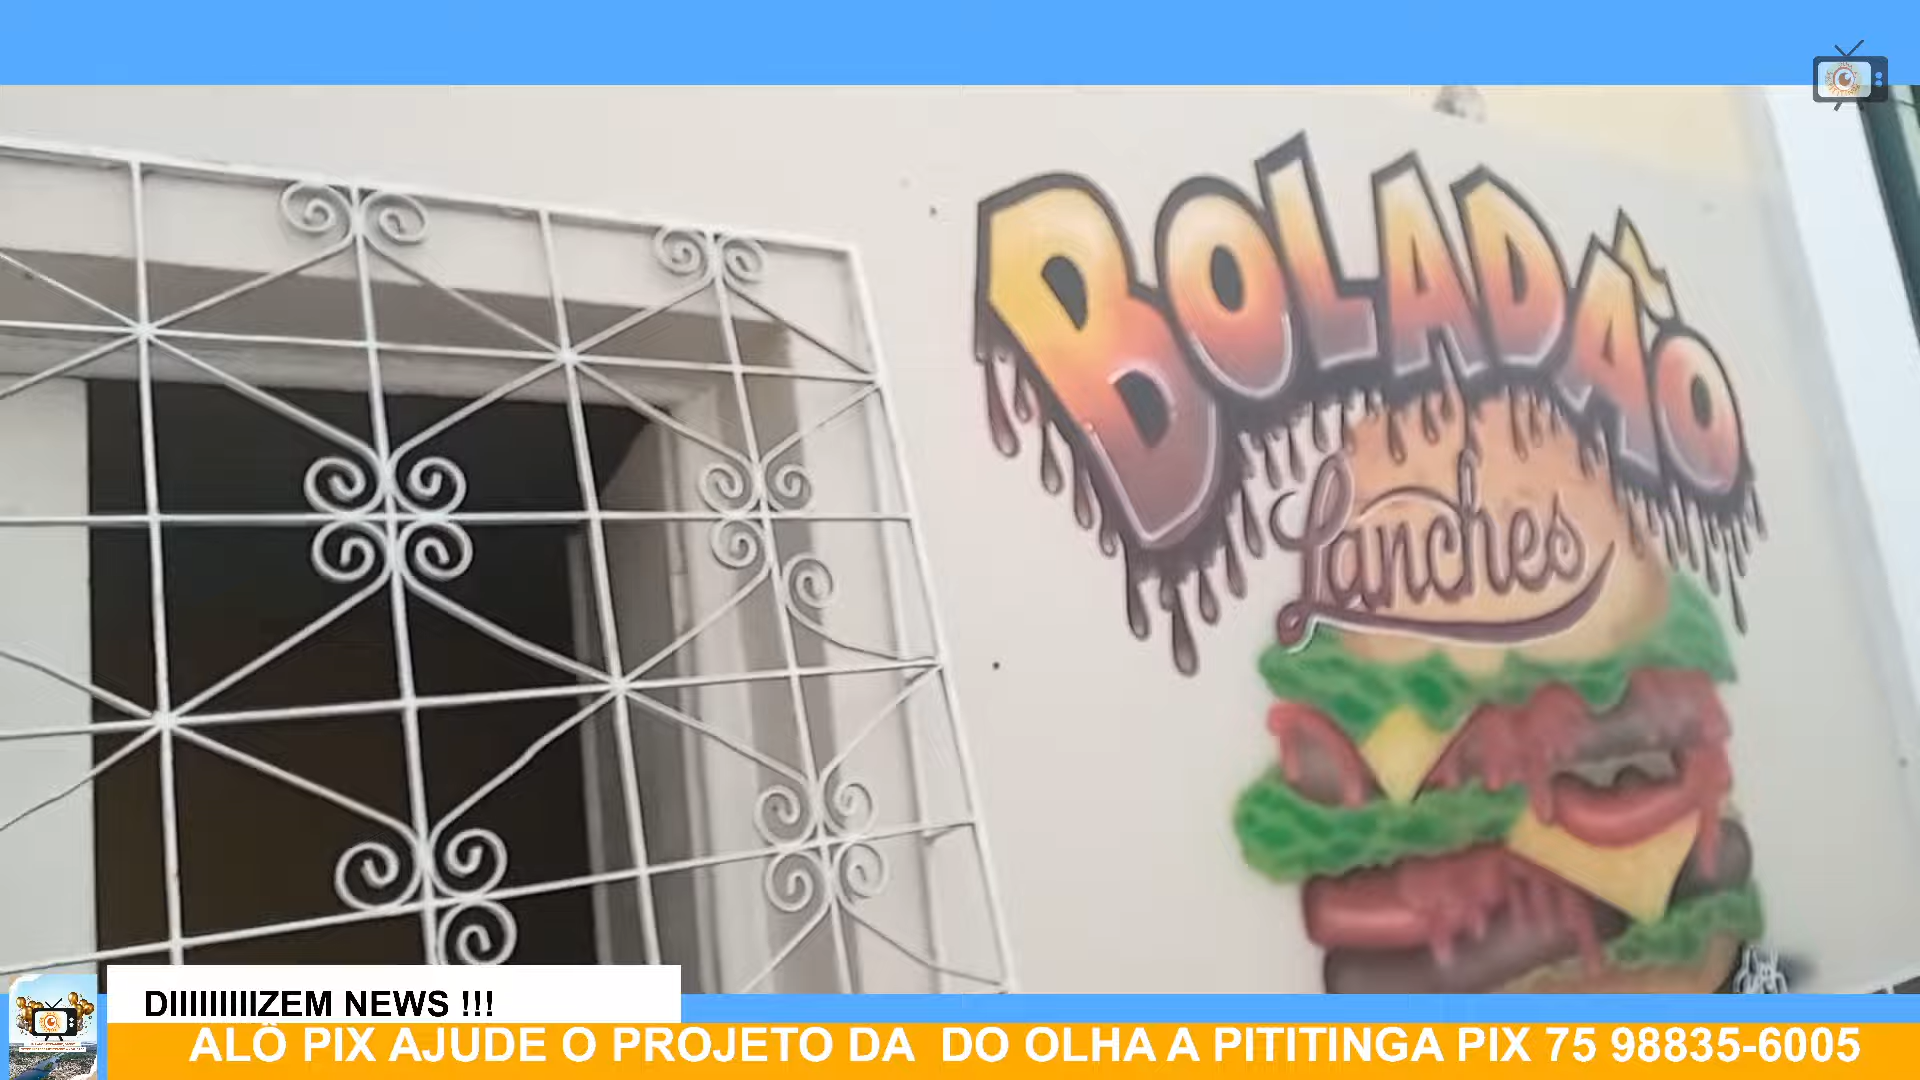 BOLADÃO
Lanches
DIIIIIIIIIZEM NEWS !!!
ALÔ PIX AJUDE O PROJETO DA DO OLHA A PITITINGA PIX 75 98835-6005